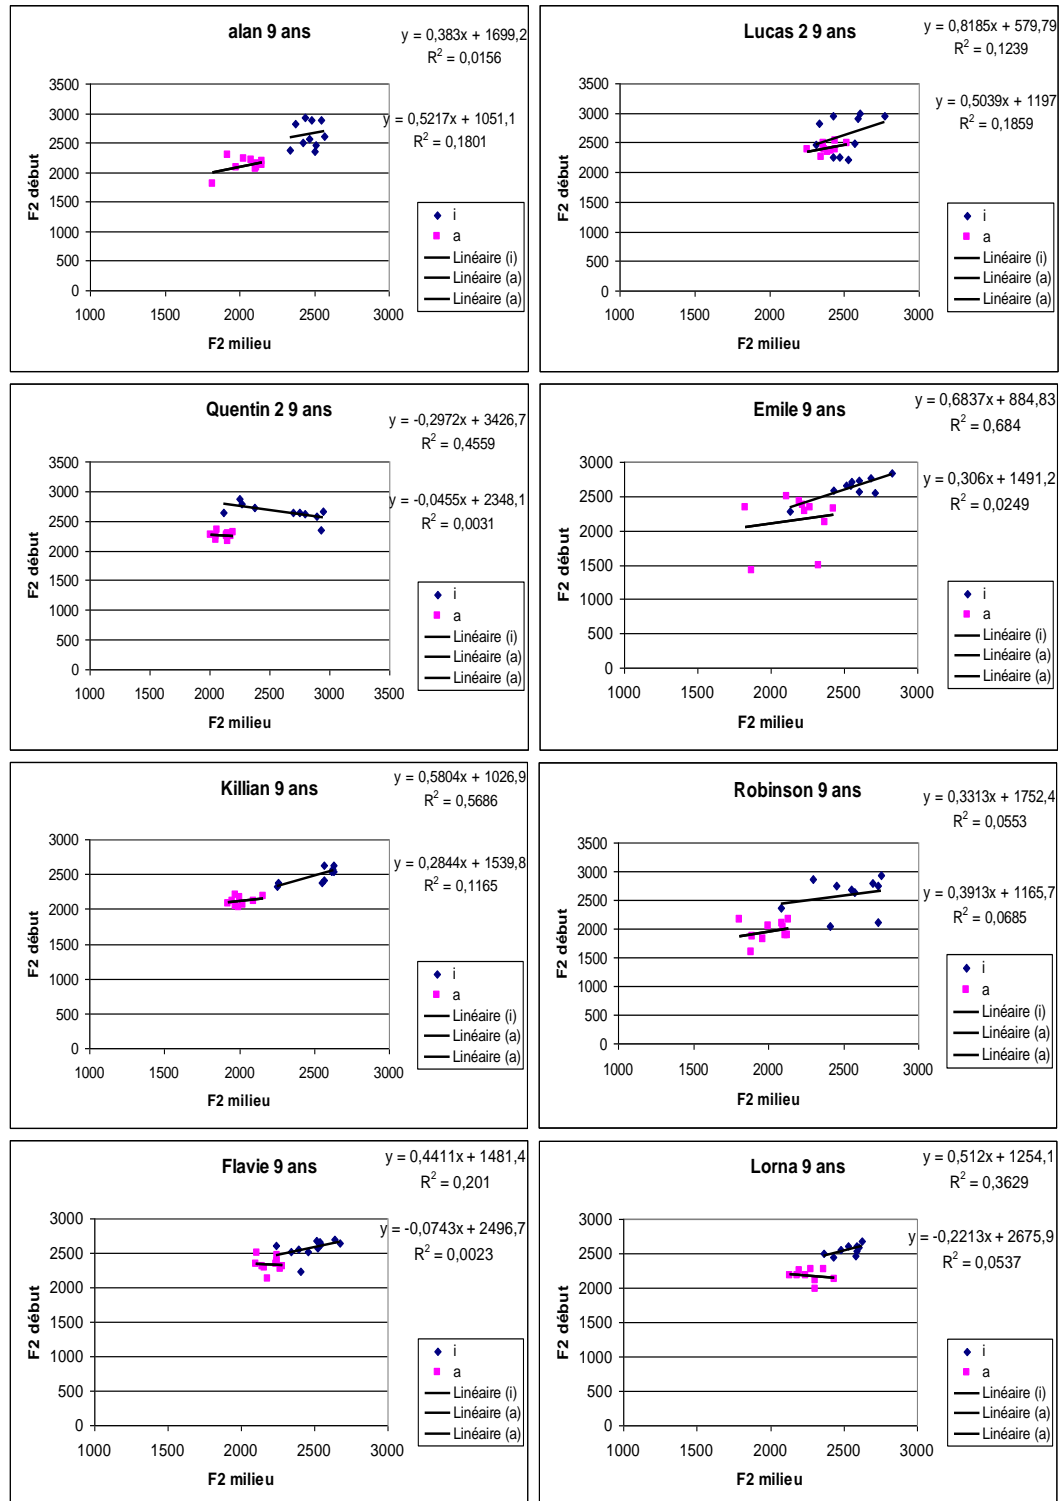 alan 9 ans
y = 0,383x + 1699,2
R² = 0,0156
y = 0,5217x + 1051,1
R² = 0,1801
3500
3000
2500
2000
1500
1000
500
0
F2 début
1000 1500 2000 2500 3000
F2 milieu
i
a
Linéaire (i)
Linéaire (a)
Linéaire (a)
Lucas 2 9 ans
y = 0,8185x + 579,79
R² = 0,1239
y = 0,5039x + 1197
R² = 0,1859
3500
3000
2500
2000
1500
1000
500
0
F2 début
1000 1500 2000 2500 3000
F2 milieu
i
a
Linéaire (i)
Linéaire (a)
Linéaire (a)
Quentin 2 9 ans
y = -0,2972x + 3426,7
R² = 0,4559
y = -0,0455x + 2348,1
R² = 0,0031
3500
3000
2500
2000
1500
1000
500
0
F2 début
1000 1500 2000 2500 3000 3500
F2 milieu
i
a
Linéaire (i)
Linéaire (a)
Linéaire (a)
Emile 9 ans
y = 0,6837x + 884,83
R² = 0,684
y = 0,306x + 1491,2
R² = 0,0249
3000
2500
2000
1500
1000
500
0
F2 début
1000 1500 2000 2500 3000
F2 milieu
i
a
Linéaire (i)
Linéaire (a)
Linéaire (a)
Killian 9 ans
y = 0,5804x + 1026,9
R² = 0,5686
y = 0,2844x + 1539,8
R² = 0,1165
3000
2500
2000
1500
1000
500
0
F2 début
1000 1500 2000 2500 3000
F2 milieu
i
a
Linéaire (i)
Linéaire (a)
Linéaire (a)
Robinson 9 ans
y = 0,3313x + 1752,4
R² = 0,0553
y = 0,3913x + 1165,7
R² = 0,0685
3500
3000
2500
2000
1500
1000
500
0
F2 début
1000 1500 2000 2500 3000
F2 milieu
i
a
Linéaire (i)
Linéaire (a)
Linéaire (a)
Flavie 9 ans
y = 0,4411x + 1481,4
R² = 0,201
y = -0,0743x + 2496,7
R² = 0,0023
3000
2500
2000
1500
1000
500
0
F2 début
1000 1500 2000 2500 3000
F2 milieu
i
a
Linéaire (i)
Linéaire (a)
Linéaire (a)
Lorna 9 ans
y = 0,512x + 1254,1
R² = 0,3629
y = -0,2213x + 2675,9
R² = 0,0537
3000
2500
2000
1500
1000
500
0
F2 début
1000 1500 2000 2500 3000
F2 milieu
i
a
Linéaire (i)
Linéaire (a)
Linéaire (a)